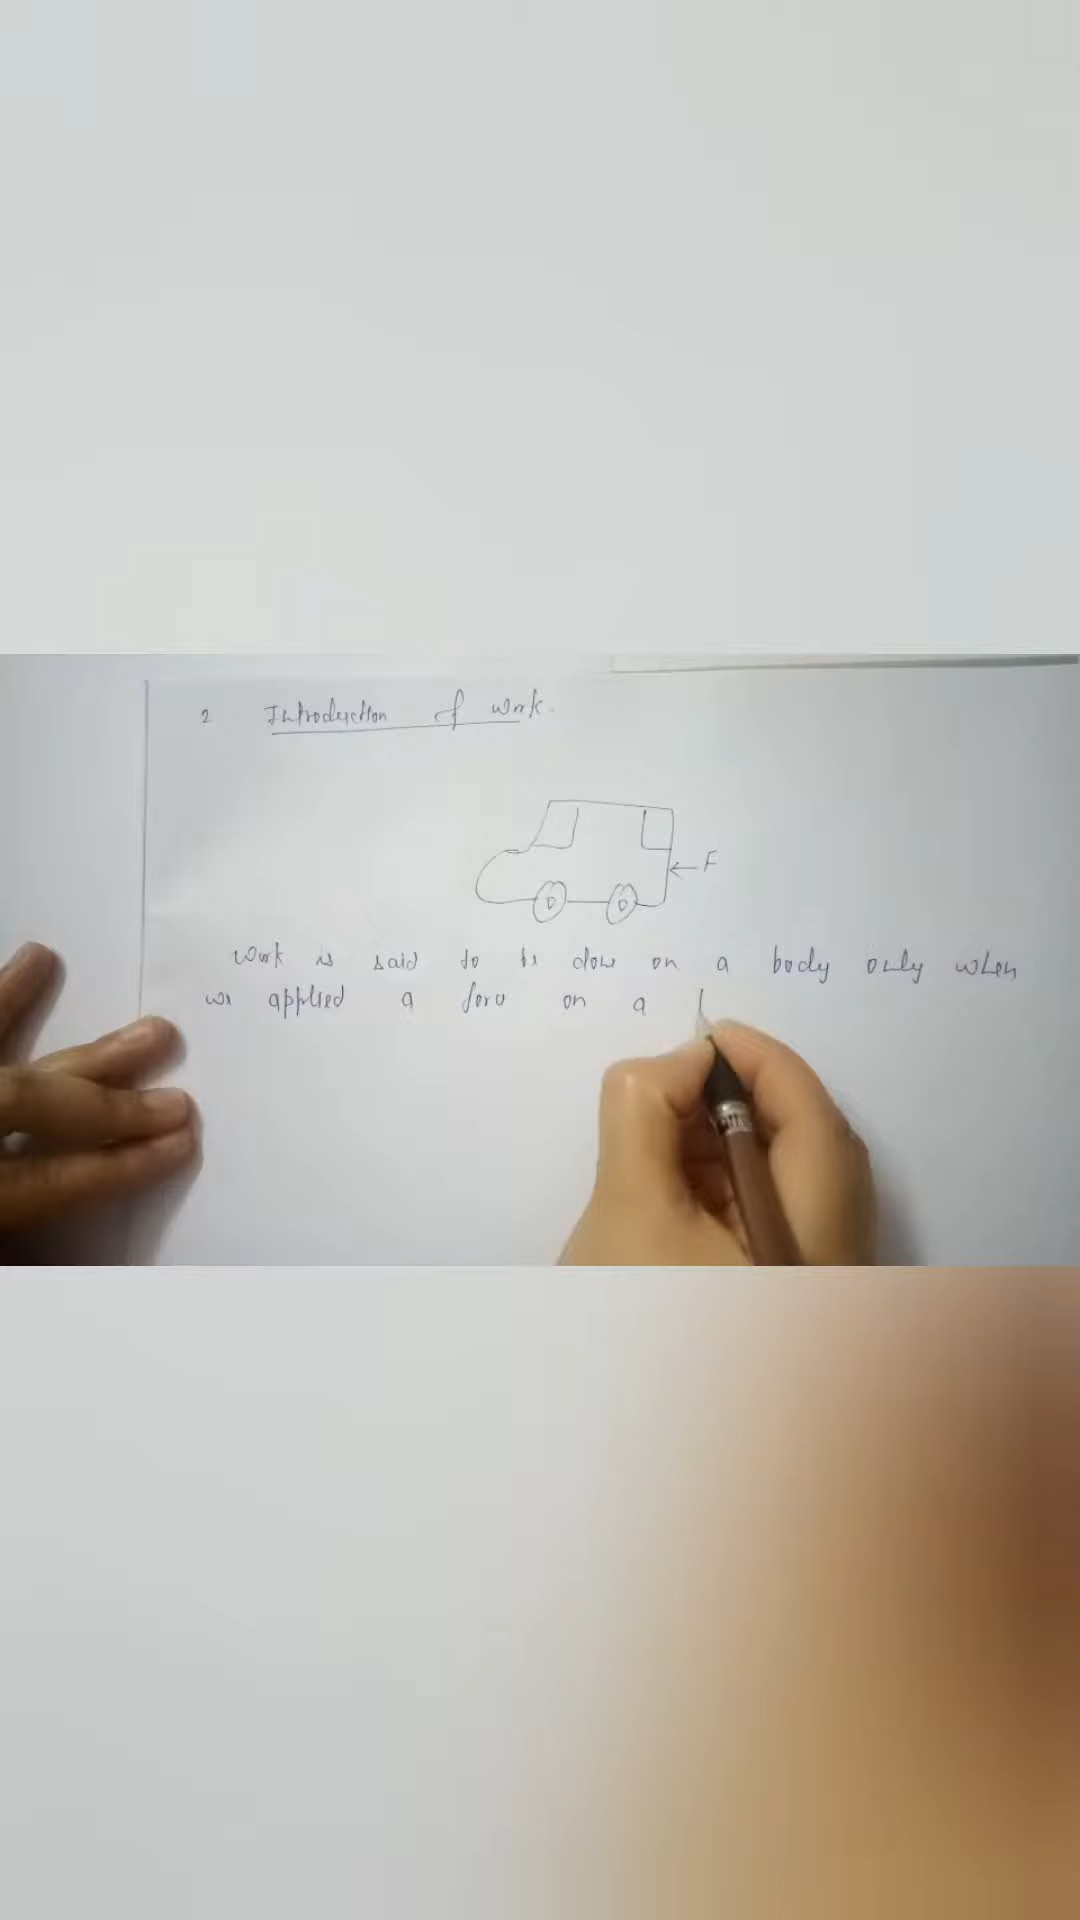 2 Introduction of work.
F
Work is said to be done on a body only when
we applied a force on a